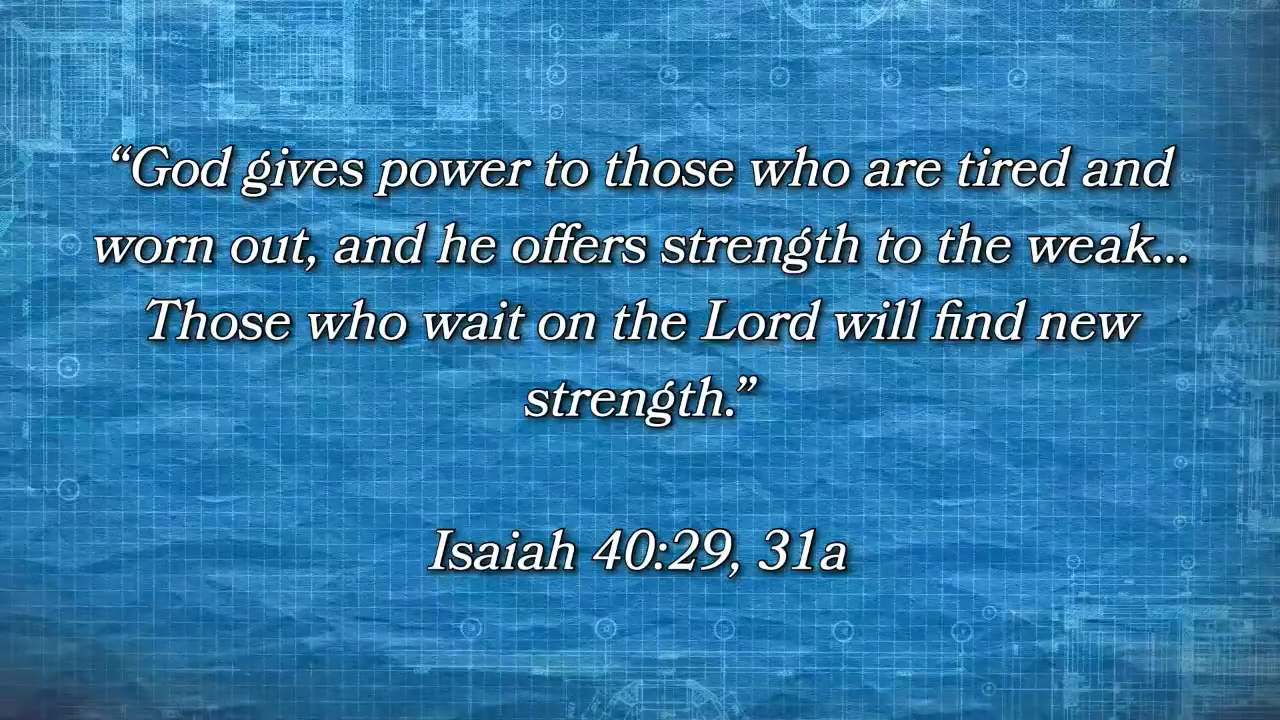 “God gives power to those who are tired and
worn out, and he offers strength to the weak...
Those who wait on the Lord will find new
strength.”
Isaiah 40:29, 31a